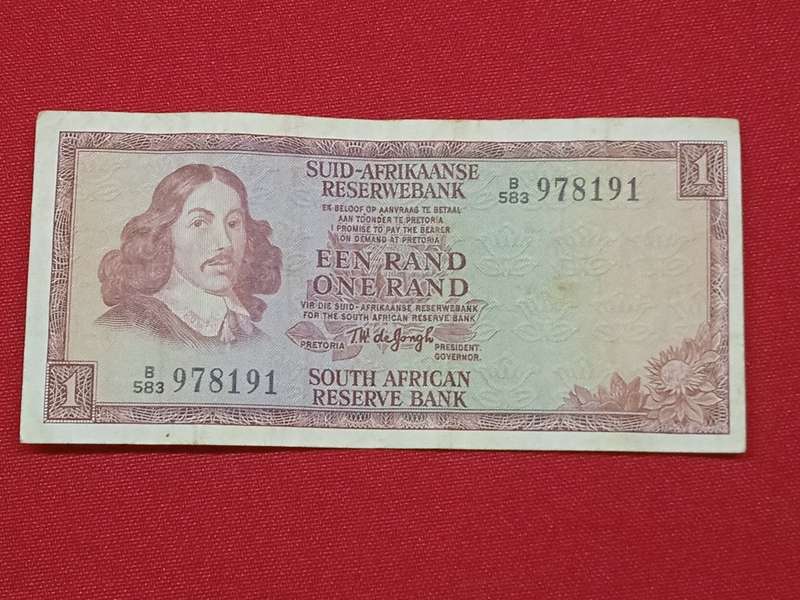 SUID-AFRIKAANSE
RESERWEBANK
B/583 978191
1
EK BELOOF OP AANVRAAG TE BETAAL
AAN TOONDER TE PRETORIA
I PROMISE TO PAY THE BEARER
ON DEMAND AT PRETORIA
EEN RAND
ONE RAND
VIR DIE SUID-AFRIKAANSE RESERWEBANK
FOR THE SOUTH AFRICAN RESERVE BANK
PRETORIA T.W. de Jongh PRESIDENT.
GOVERNOR.
1
B/583 978191
SOUTH AFRICAN
RESERVE BANK